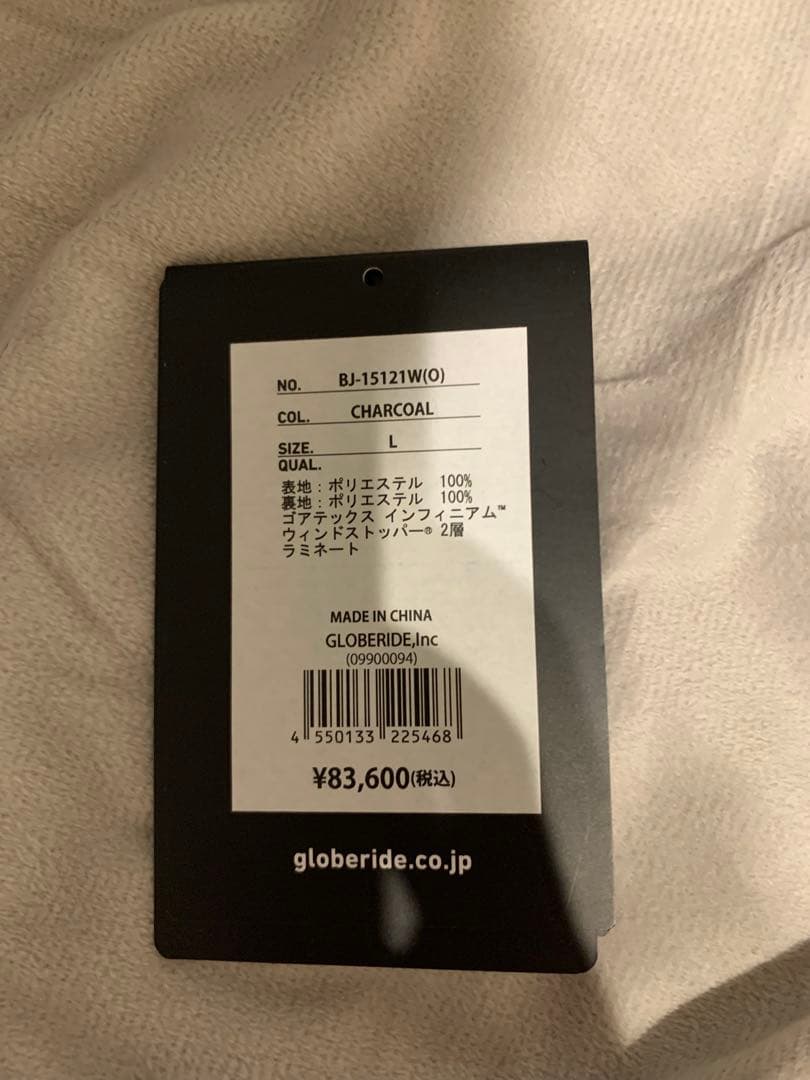 NO. BJ-15121W(O)
COL. CHARCOAL
SIZE. L
QUAL.
表地：ポリエステル 100%
裏地：ポリエステル 100%
ゴアテックス インフィニアム™
ウィンドストッパー® 2層
ラミネート
MADE IN CHINA
GLOBERIDE,Inc
(09900094)
4 550133 225468
¥83,600(税込)
globeride.co.jp